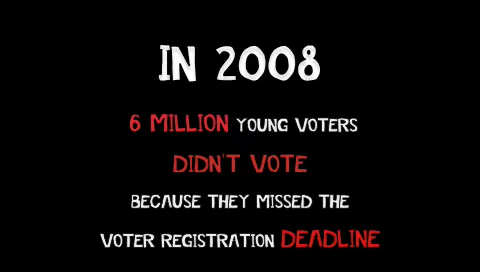 IN 2008
6 MILLION YOUNG VOTERS
DIDN'T VOTE
BECAUSE THEY MISSED THE
VOTER REGISTRATION DEADLINE